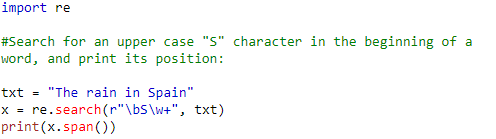 import re
#Search for an upper case "S" character in the beginning of a
word, and print its position:
txt = "The rain in Spain"
x = re.search(r"\bS\w+", txt)
print(x.span())